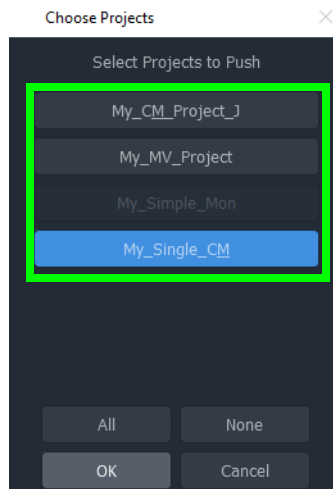 Choose Projects
Select Projects to Push
My_CM_Project_J
My_MV_Project
My_Simple_Mon
My_Single_CM
All
None
OK
Cancel